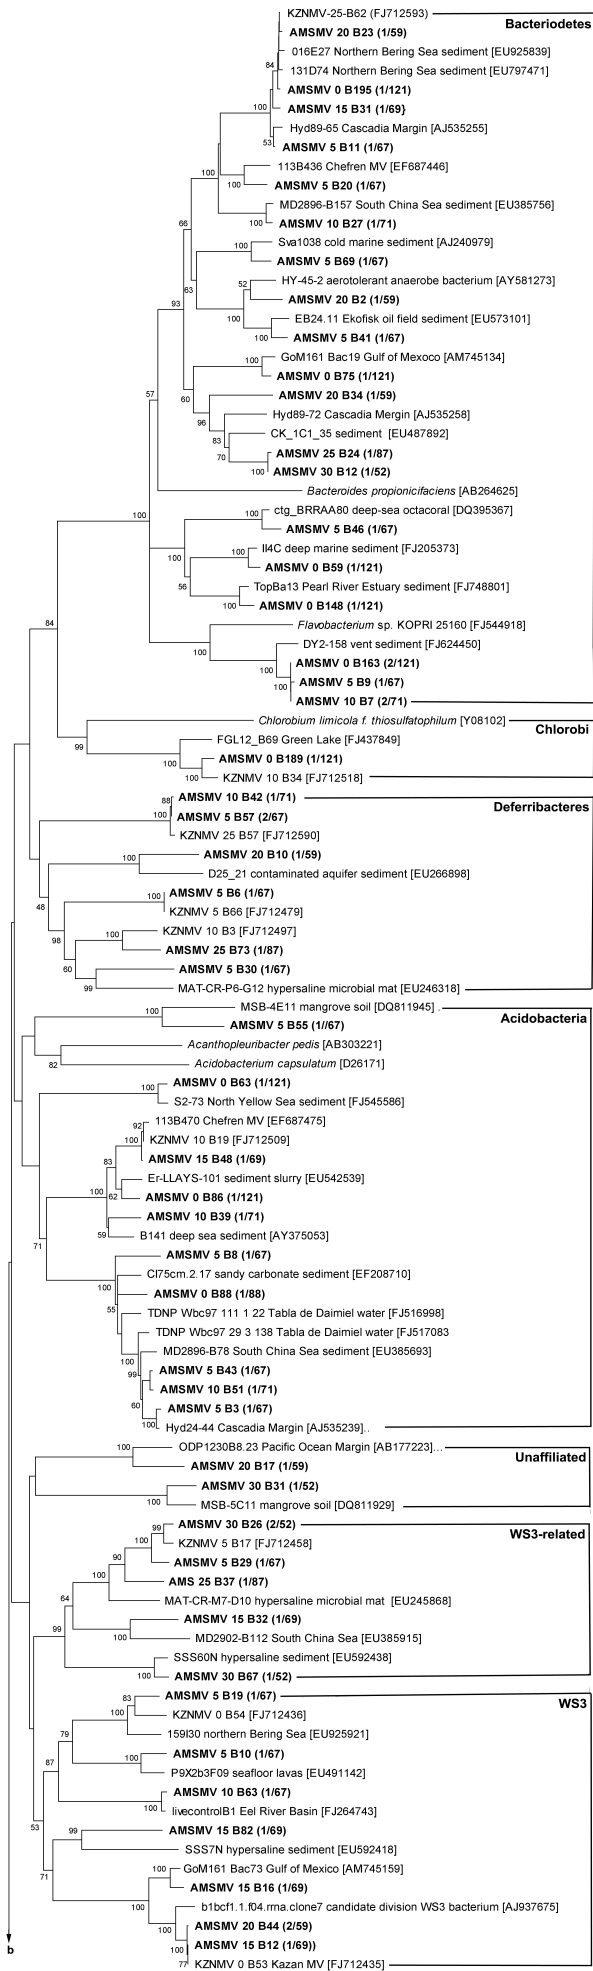 KZNMV-25-B62 (FJ712593)
Bacteriodetes
AMSMV 20 B23 (1/59)
016E27 Northern Bering Sea sediment [EU925839]
84
131D74 Northern Bering Sea sediment [EU797471]
AMSMV 0 B195 (1/121)
100
AMSMV 15 B31 (1/69}
Hyd89-65 Cascadia Margin [AJ535255]
53
AMSMV 5 B11 (1/67)
100
113B436 Chefren MV [EF687446]
100
AMSMV 5 B20 (1/67)
MD2896-B157 South China Sea sediment [EU385756]
66
100
AMSMV 10 B27 (1/71)
100
Sva1038 cold marine sediment [AJ240979]
AMSMV 5 B69 (1/67)
63
52
HY-45-2 aerotolerant anaerobe bacterium [AY581273]
93
AMSMV 20 B2 (1/59)
EB24.11 Ekofisk oil field sediment [EU573101]
100
AMSMV 5 B41 (1/67)
GoM161 Bac19 Gulf of Mexoco [AM745134]
100
AMSMV 0 B75 (1/121)
57
60
AMSMV 20 B34 (1/59)
96
Hyd89-72 Cascadia Mergin [AJ535258]
83
CK_1C1_35 sediment [EU487892]
70
AMSMV 25 B24 (1/87)
100
AMSMV 30 B12 (1/52)
Bacteroides propionicifaciens [AB264625]
100
ctg_BRRAA80 deep-sea octacoral [DQ395367]
100
AMSMV 5 B46 (1/67)
100
Il4C deep marine sediment [FJ205373]
100
AMSMV 0 B59 (1/121)
56
TopBa13 Pearl River Estuary sediment [FJ748801]
100
AMSMV 0 B148 (1/121)
84
Flavobacterium sp. KOPRI 25160 [FJ544918]
100
DY2-158 vent sediment [FJ624450]
AMSMV 0 B163 (2/121)
100
AMSMV 5 B9 (1/67)
AMSMV 10 B7 (2/71)
Chlorobium limicola f. thiosulfatophilum [Y08102]
Chlorobi
99
FGL12_B69 Green Lake [FJ437849]
100
AMSMV 0 B189 (1/121)
100
KZNMV 10 B34 [FJ712518]
88
AMSMV 10 B42 (1/71)
Deferribacteres
100
AMSMV 5 B57 (2/67)
KZNMV 25 B57 [FJ712590]
100
AMSMV 20 B10 (1/59)
D25_21 contaminated aquifer sediment [EU266898]
100
AMSMV 5 B6 (1/67)
48
KZNMV 5 B66 [FJ712479]
98
KZNMV 10 B3 [FJ712497]
100
AMSMV 25 B73 (1/87)
60
AMSMV 5 B30 (1/67)
99
MAT-CR-P6-G12 hypersaline microbial mat [EU246318]
100
MSB-4E11 mangrove soil [DQ811945] .
Acidobacteria
AMSMV 5 B55 (1//67)
Acanthopleuribacter pedis [AB303221]
82
Acidobacterium capsulatum [D26171]
AMSMV 0 B63 (1/121)
100
S2-73 North Yellow Sea sediment [FJ545586]
92
113B470 Chefren MV [EF687475]
100
KZNMV 10 B19 [FJ712509]
83
AMSMV 15 B48 (1/69)
Er-LLAYS-101 sediment slurry [EU542539]
100
62
AMSMV 0 B86 (1/121)
AMSMV 10 B39 (1/71)
59
B141 deep sea sediment [AY375053]
71
AMSMV 5 B8 (1/67)
Cl75cm.2.17 sandy carbonate sediment [EF208710]
100
AMSMV 0 B88 (1/88)
55
TDNP Wbc97 111 1 22 Tabla de Daimiel water [FJ516998]
TDNP Wbc97 29 3 138 Tabla de Daimiel water [FJ517083
100
MD2896-B78 South China Sea sediment [EU385693]
99
AMSMV 5 B43 (1/67)
AMSMV 10 B51 (1/71)
60
AMSMV 5 B3 (1/67)
100
Hyd24-44 Cascadia Margin [AJ535239]..
100
ODP1230B8.23 Pacific Ocean Margin [AB177223]...
Unaffiliated
AMSMV 20 B17 (1/59)
AMSMV 30 B31 (1/52)
100
MSB-5C11 mangrove soil [DQ811929]
AMSMV 30 B26 (2/52)
WS3-related
99
KZNMV 5 B17 [FJ712458]
100
90
AMSMV 5 B29 (1/67)
100
AMS 25 B37 (1/87)
64
MAT-CR-M7-D10 hypersaline microbial mat [EU245868]
AMSMV 15 B32 (1/69)
99
100
MD2902-B112 South China Sea [EU385915]
SSS60N hypersaline sediment [EU592438]
100
AMSMV 30 B67 (1/52)
83
AMSMV 5 B19 (1/67)
WS3
100
KZNMV 0 B54 [FJ712436]
79
159I30 northern Bering Sea [EU925921]
AMSMV 5 B10 (1/67)
100
87
P9X2b3F09 seafloor lavas [EU491142]
AMSMV 10 B63 (1/67)
100
livecontrolB1 Eel River Basin [FJ264743]
53
99
AMSMV 15 B82 (1/69)
SSS7N hypersaline sediment [EU592418]
71
GoM161 Bac73 Gulf of Mexico [AM745159]
100
AMSMV 15 B16 (1/69)
100
b1bcf1.1.f04.rrna.clone7 candidate division WS3 bacterium [AJ937675]
100
AMSMV 20 B44 (2/59)
b
100
AMSMV 15 B12 (1/69))
77
KZNMV 0 B53 Kazan MV [FJ712435]